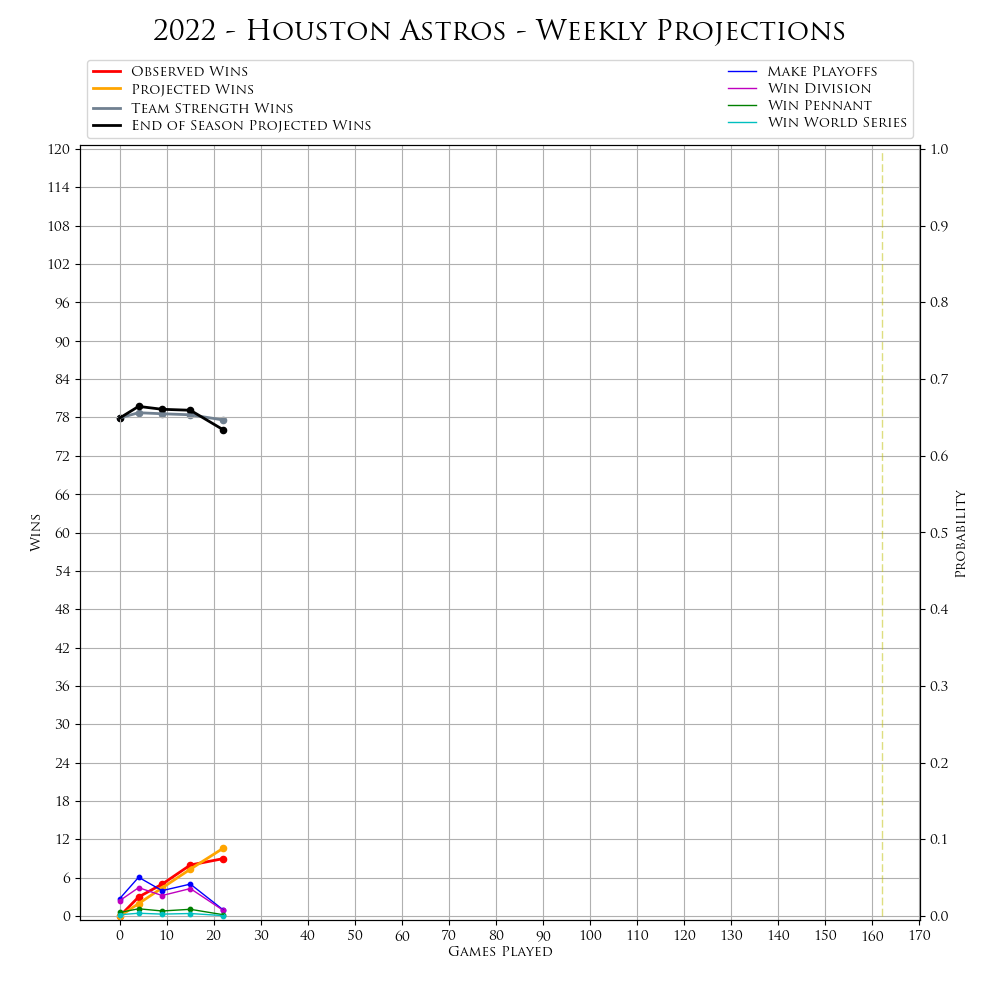 2022 - Houston Astros - Weekly Projections
Observed Wins
Projected Wins
Team Strength Wins
End of Season Projected Wins
Make Playoffs
Win Division
Win Pennant
Win World Series
120
114
108
102
96
90
84
78
72
66
60
54
48
42
36
30
24
18
12
6
0
Wins
1.0
0.9
0.8
0.7
0.6
0.5
0.4
0.3
0.2
0.1
0.0
Probability
0 10 20 30 40 50 60 70 80 90 100 110 120 130 140 150 160 170
Games Played